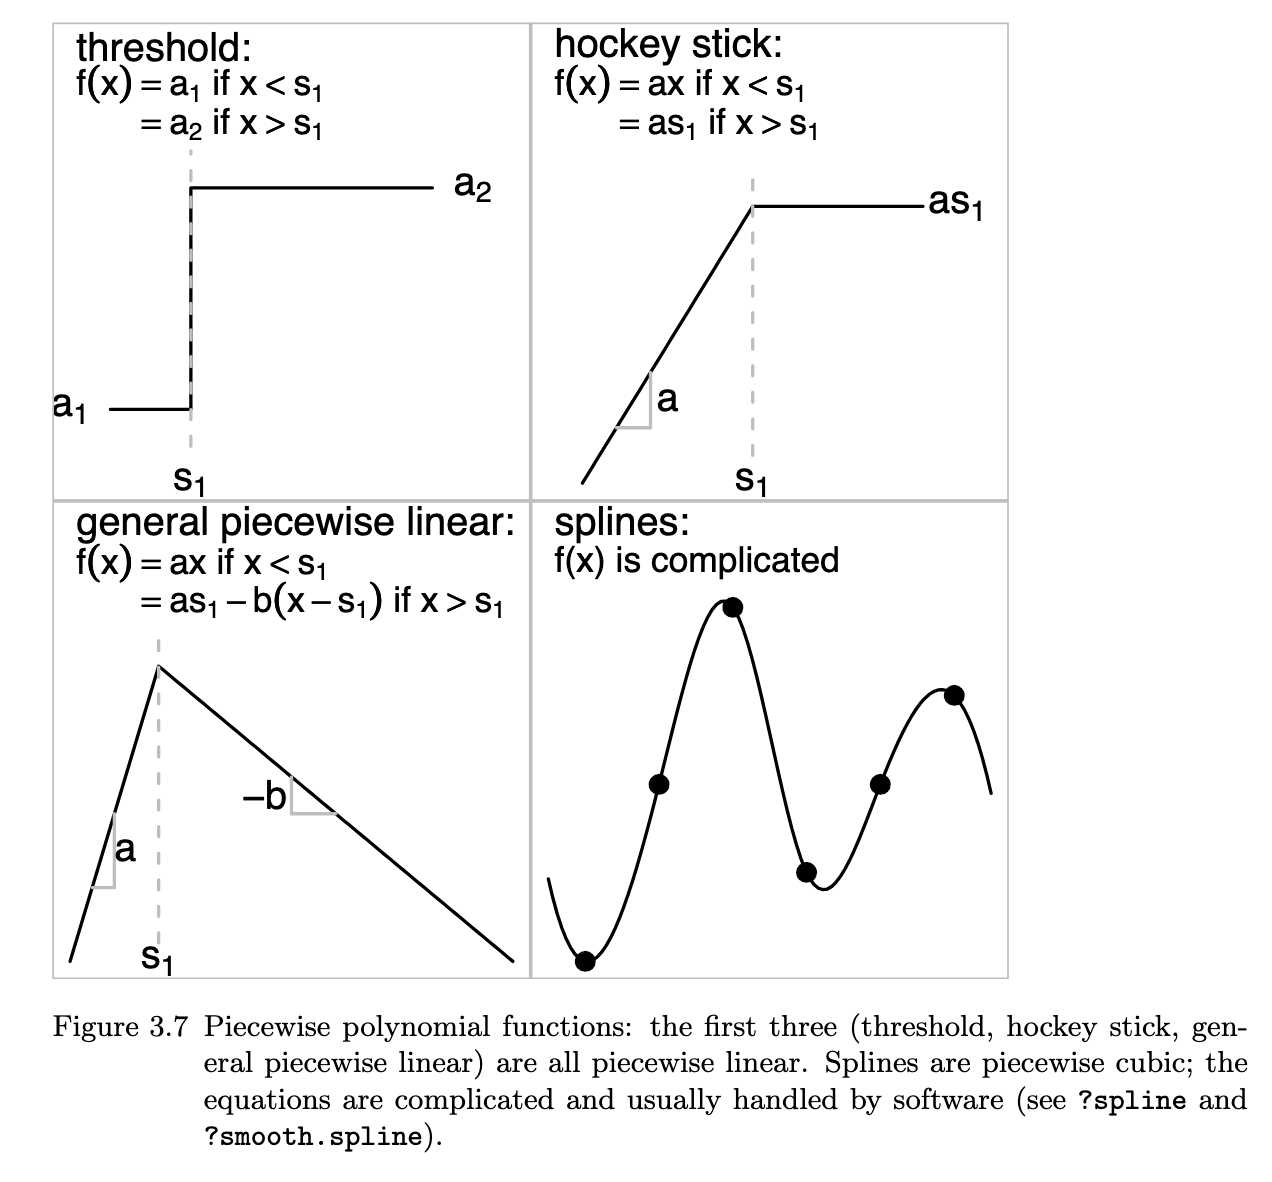 threshold:
f(x) = a₁ if x < s₁
= a₂ if x > s₁
a₂
a₁
s₁
hockey stick:
f(x) = ax if x < s₁
= as₁ if x > s₁
as₁
a
s₁
general piecewise linear:
f(x) = ax if x < s₁
= as₁ − b(x − s₁) if x > s₁
−b
a
s₁
splines:
f(x) is complicated
Figure 3.7 Piecewise polynomial functions: the first three (threshold, hockey stick, gen-
eral piecewise linear) are all piecewise linear. Splines are piecewise cubic; the
equations are complicated and usually handled by software (see ?spline and
?smooth.spline).